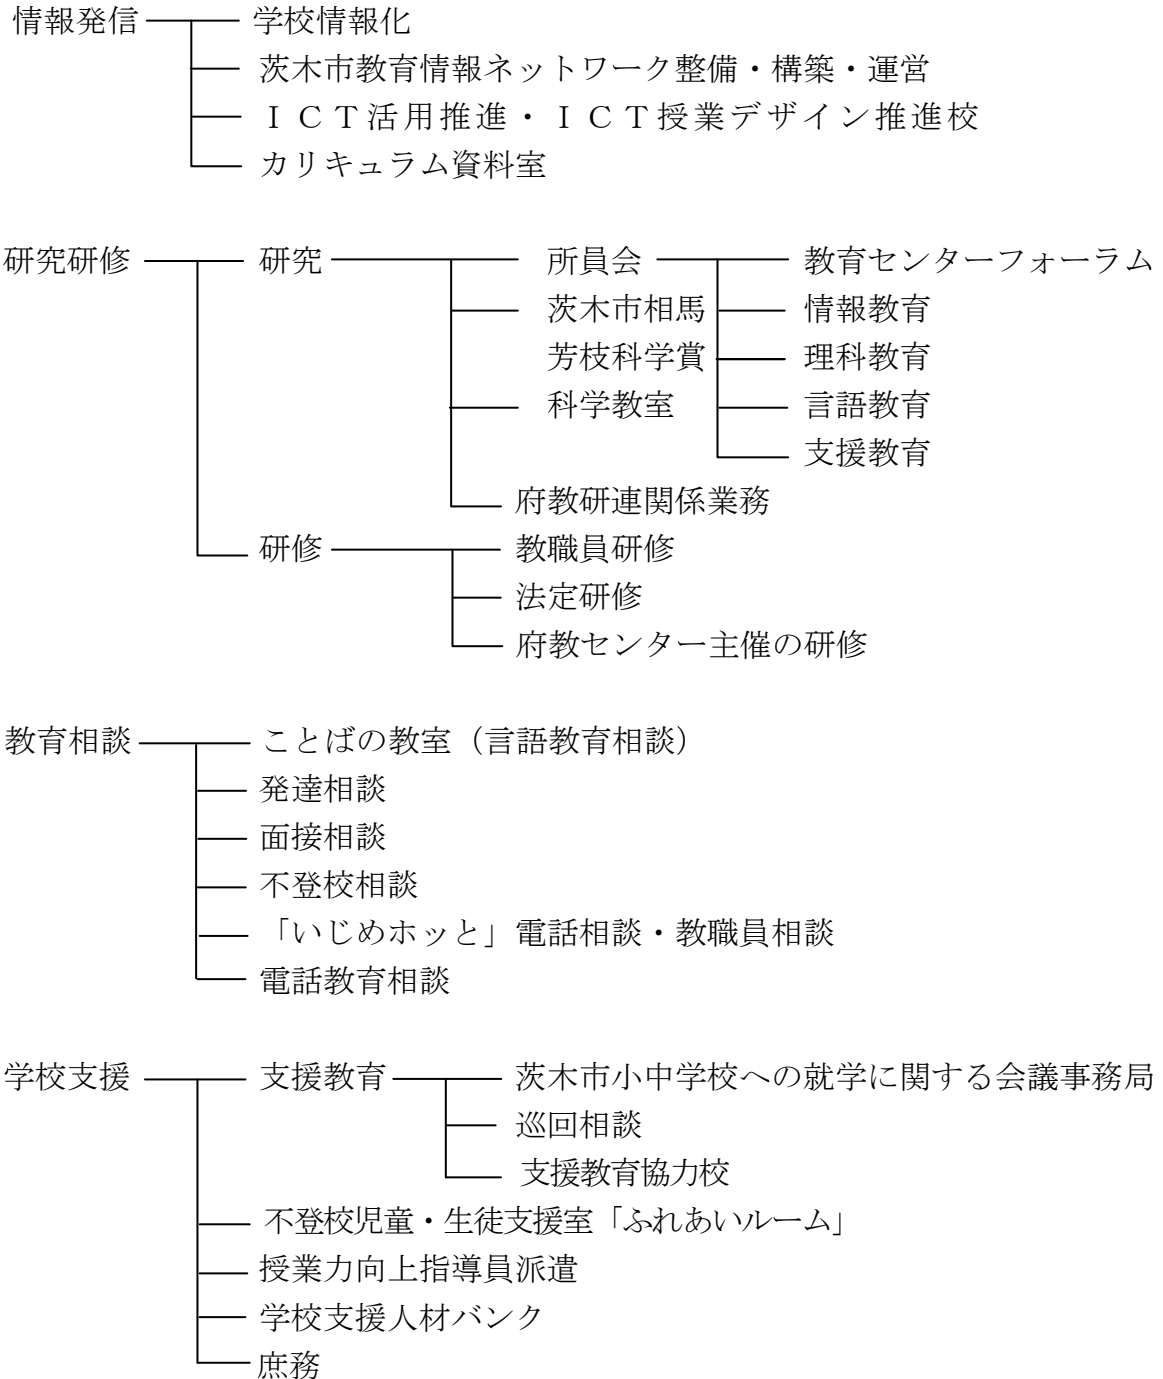 情報発信 学校情報化
茨木市教育情報ネットワーク整備・構築・運営
ＩＣＴ活用推進・ＩＣＴ授業デザイン推進校
カリキュラム資料室
研究研修 研究 所員会 教育センターフォーラム
茨木市相馬 情報教育
芳枝科学賞 理科教育
科学教室 言語教育
支援教育
府教研連関係業務
研修 教職員研修
法定研修
府教センター主催の研修
教育相談 ことばの教室（言語教育相談）
発達相談
面接相談
不登校相談
「いじめホッと」電話相談・教職員相談
電話教育相談
学校支援 支援教育 茨木市小中学校への就学に関する会議事務局
巡回相談
支援教育協力校
不登校児童・生徒支援室「ふれあいルーム」
授業力向上指導員派遣
学校支援人材バンク
庶務